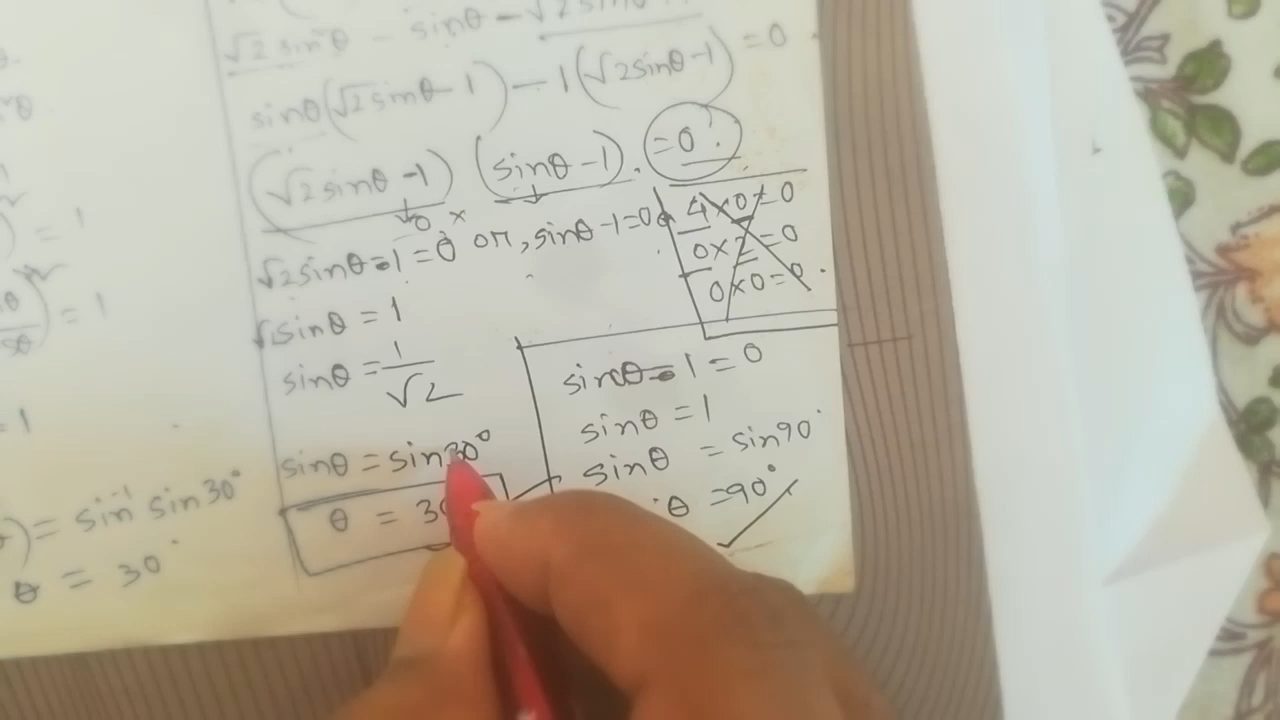 √2 sin²θ - sinθ - √2 sinθ
sinθ(√2 sinθ - 1) - 1(√2 sinθ - 1) = 0
(√2 sinθ - 1) (sinθ - 1) = 0
0
√2 sinθ - 1 = 0 or, sinθ - 1 = 0
√2 sinθ = 1
sinθ = 1/√2
sinθ = sin30°
θ = 30
4×0=0
0×2=0
0×0=0
sinθ - 1 = 0
sinθ = 1
sinθ = sin90°
θ = 90°
= 1
= 1
= 1
= sin⁻¹ sin30°
θ = 30°